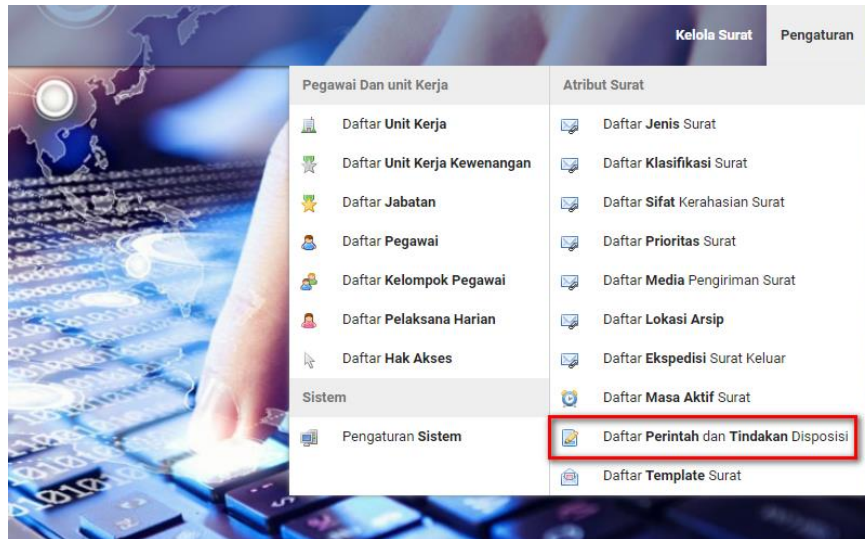 Kelola Surat
Pengaturan
Pegawai Dan unit Kerja
Daftar Unit Kerja
Daftar Unit Kerja Kewenangan
Daftar Jabatan
Daftar Pegawai
Daftar Kelompok Pegawai
Daftar Pelaksana Harian
Daftar Hak Akses
Sistem
Pengaturan Sistem
Atribut Surat
Daftar Jenis Surat
Daftar Klasifikasi Surat
Daftar Sifat Kerahasian Surat
Daftar Prioritas Surat
Daftar Media Pengiriman Surat
Daftar Lokasi Arsip
Daftar Ekspedisi Surat Keluar
Daftar Masa Aktif Surat
Daftar Perintah dan Tindakan Disposisi
Daftar Template Surat